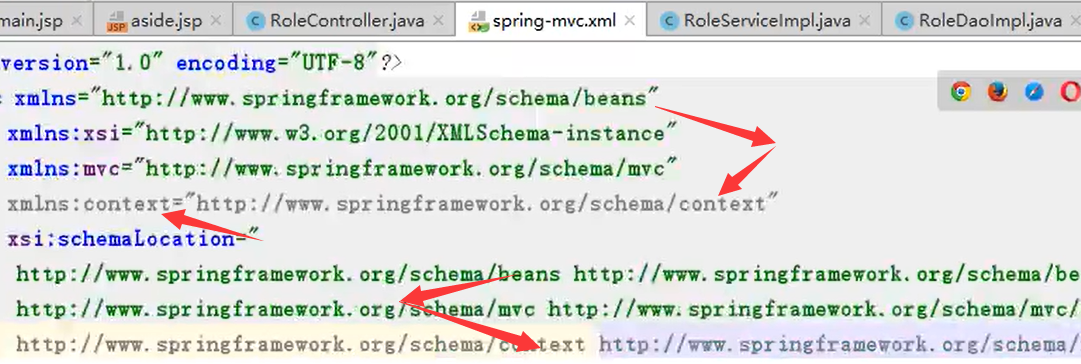 main.jsp aside.jsp RoleController.java spring-mvc.xml RoleServiceImpl.java RoleDaoImpl.java
version="1.0" encoding="UTF-8"?>
xmlns="http://www.springframework.org/schema/beans"
xmlns:xsi="http://www.w3.org/2001/XMLSchema-instance"
xmlns:mvc="http://www.springframework.org/schema/mvc"
xmlns:context="http://www.springframework.org/schema/context"
xsi:schemaLocation="
http://www.springframework.org/schema/beans http://www.springframework.org/schema/be
http://www.springframework.org/schema/mvc http://www.springframework.org/schema/mvc/
http://www.springframework.org/schema/context http://www.springframework.org/schema/